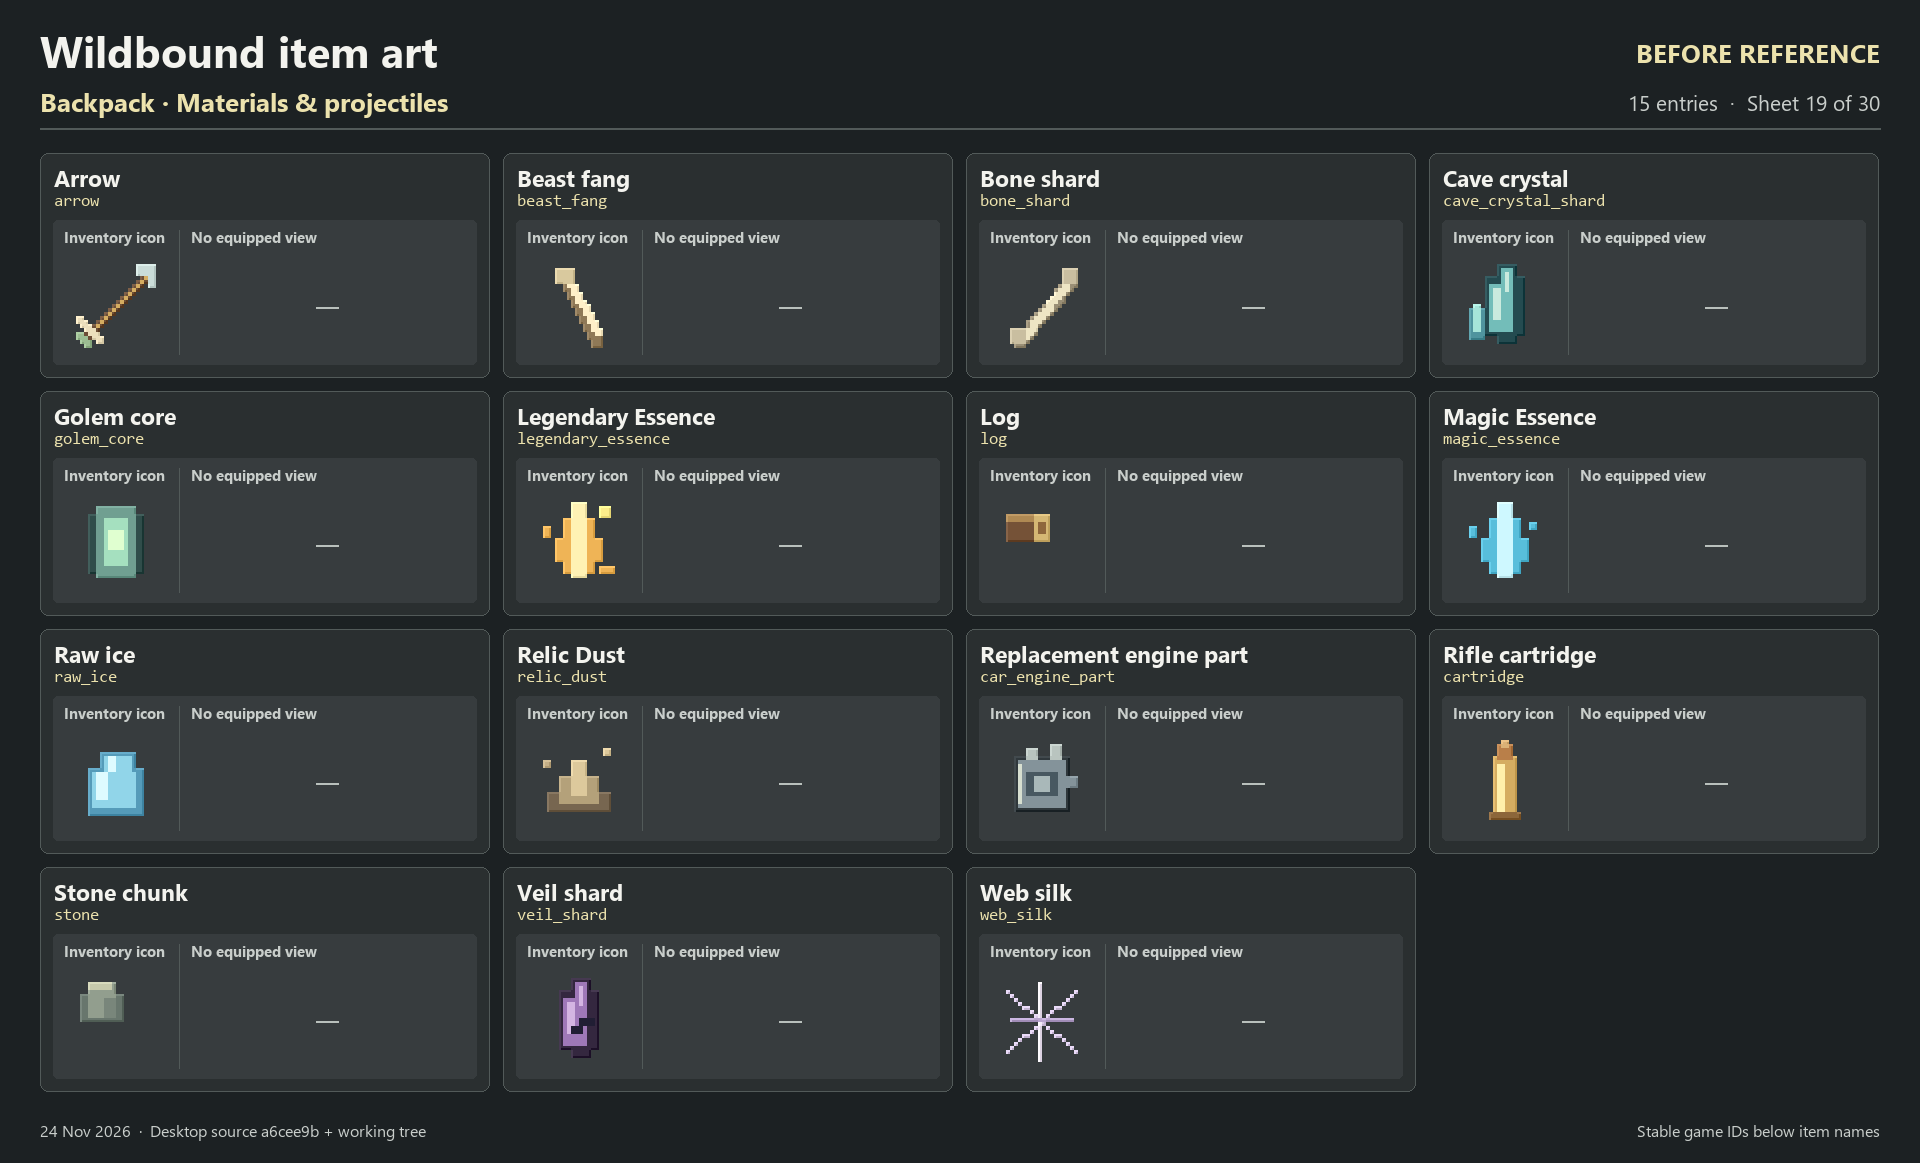 Wildbound item art
BEFORE REFERENCE
Backpack · Materials & projectiles
15 entries · Sheet 19 of 30
Arrow
arrow
Inventory icon
No equipped view
—
Beast fang
beast_fang
Inventory icon
No equipped view
—
Bone shard
bone_shard
Inventory icon
No equipped view
—
Cave crystal
cave_crystal_shard
Inventory icon
No equipped view
—
Golem core
golem_core
Inventory icon
No equipped view
—
Legendary Essence
legendary_essence
Inventory icon
No equipped view
—
Log
log
Inventory icon
No equipped view
—
Magic Essence
magic_essence
Inventory icon
No equipped view
—
Raw ice
raw_ice
Inventory icon
No equipped view
—
Relic Dust
relic_dust
Inventory icon
No equipped view
—
Replacement engine part
car_engine_part
Inventory icon
No equipped view
—
Rifle cartridge
cartridge
Inventory icon
No equipped view
—
Stone chunk
stone
Inventory icon
No equipped view
—
Veil shard
veil_shard
Inventory icon
No equipped view
—
Web silk
web_silk
Inventory icon
No equipped view
—
24 Nov 2026 · Desktop source a6cee9b + working tree
Stable game IDs below item names